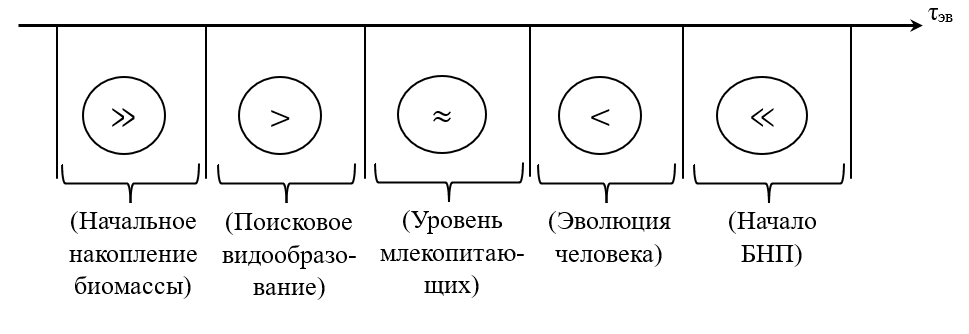 τэв
≫ > ≈ < ≪
(Начальное накопление биомассы)
(Поисковое видообразо-вание)
(Уровень млекопитаю-щих)
(Эволюция человека)
(Начало БНП)